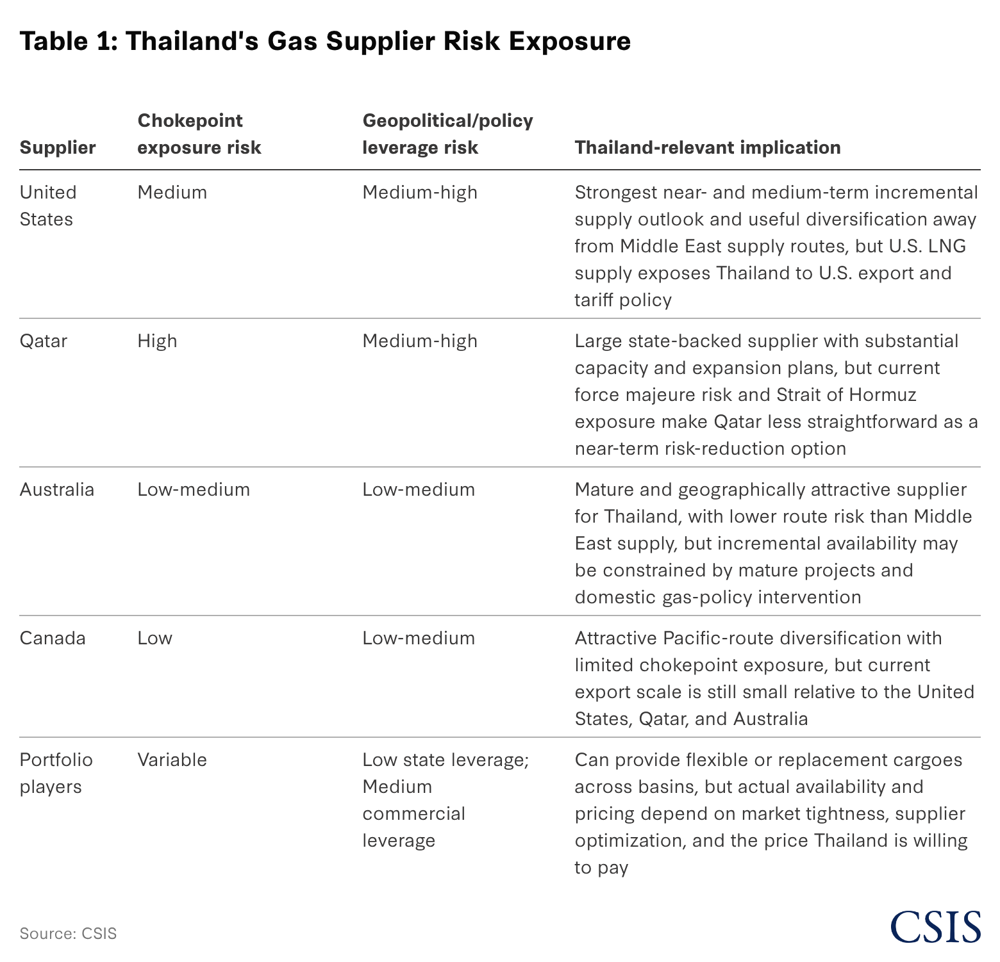 Table 1: Thailand's Gas Supplier Risk Exposure
Supplier
Chokepoint
exposure risk
Geopolitical/policy
leverage risk
Thailand-relevant implication
United
States
Medium
Medium-high
Strongest near- and medium-term incremental
supply outlook and useful diversification away
from Middle East supply routes, but U.S. LNG
supply exposes Thailand to U.S. export and
tariff policy
Qatar
High
Medium-high
Large state-backed supplier with substantial
capacity and expansion plans, but current
force majeure risk and Strait of Hormuz
exposure make Qatar less straightforward as a
near-term risk-reduction option
Australia
Low-medium
Low-medium
Mature and geographically attractive supplier
for Thailand, with lower route risk than Middle
East supply, but incremental availability may
be constrained by mature projects and
domestic gas-policy intervention
Canada
Low
Low-medium
Attractive Pacific-route diversification with
limited chokepoint exposure, but current
export scale is still small relative to the United
States, Qatar, and Australia
Portfolio
players
Variable
Low state leverage;
Medium
commercial
leverage
Can provide flexible or replacement cargoes
across basins, but actual availability and
pricing depend on market tightness, supplier
optimization, and the price Thailand is willing
to pay
Source: CSIS
CSIS